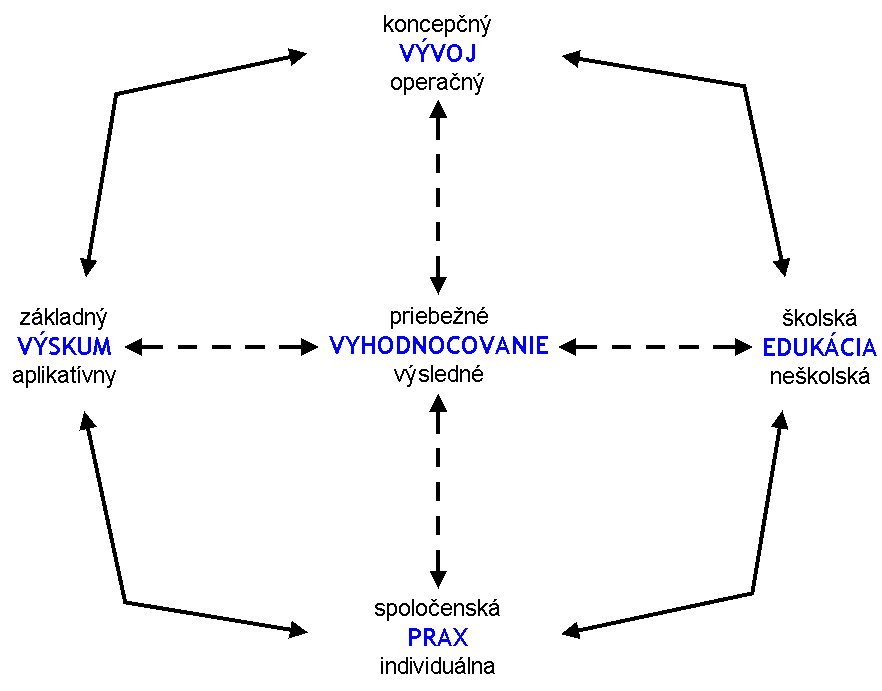 koncepčný
VÝVOJ
operačný
základný
VÝSKUM
aplikatívny
priebežné
VYHODNOCOVANIE
výsledné
školská
EDUKÁCIA
neškolská
spoločenská
PRAX
individuálna